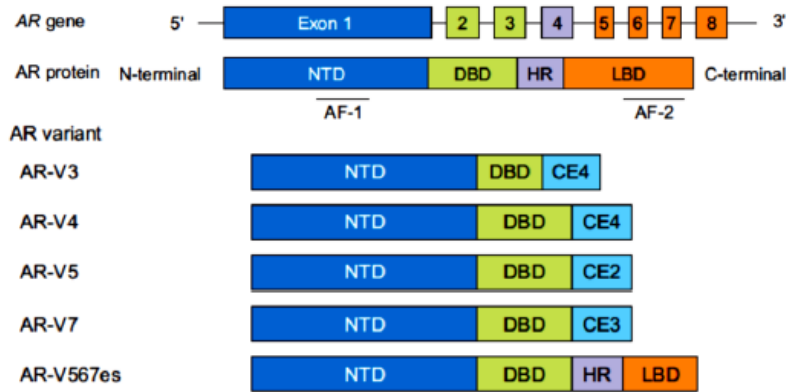 AR gene 5' Exon 1 2 3 4 5 6 7 8 3'
AR protein N-terminal NTD DBD HR LBD C-terminal
AF-1 AF-2
AR variant
AR-V3 NTD DBD CE4
AR-V4 NTD DBD CE4
AR-V5 NTD DBD CE2
AR-V7 NTD DBD CE3
AR-V567es NTD DBD HR LBD